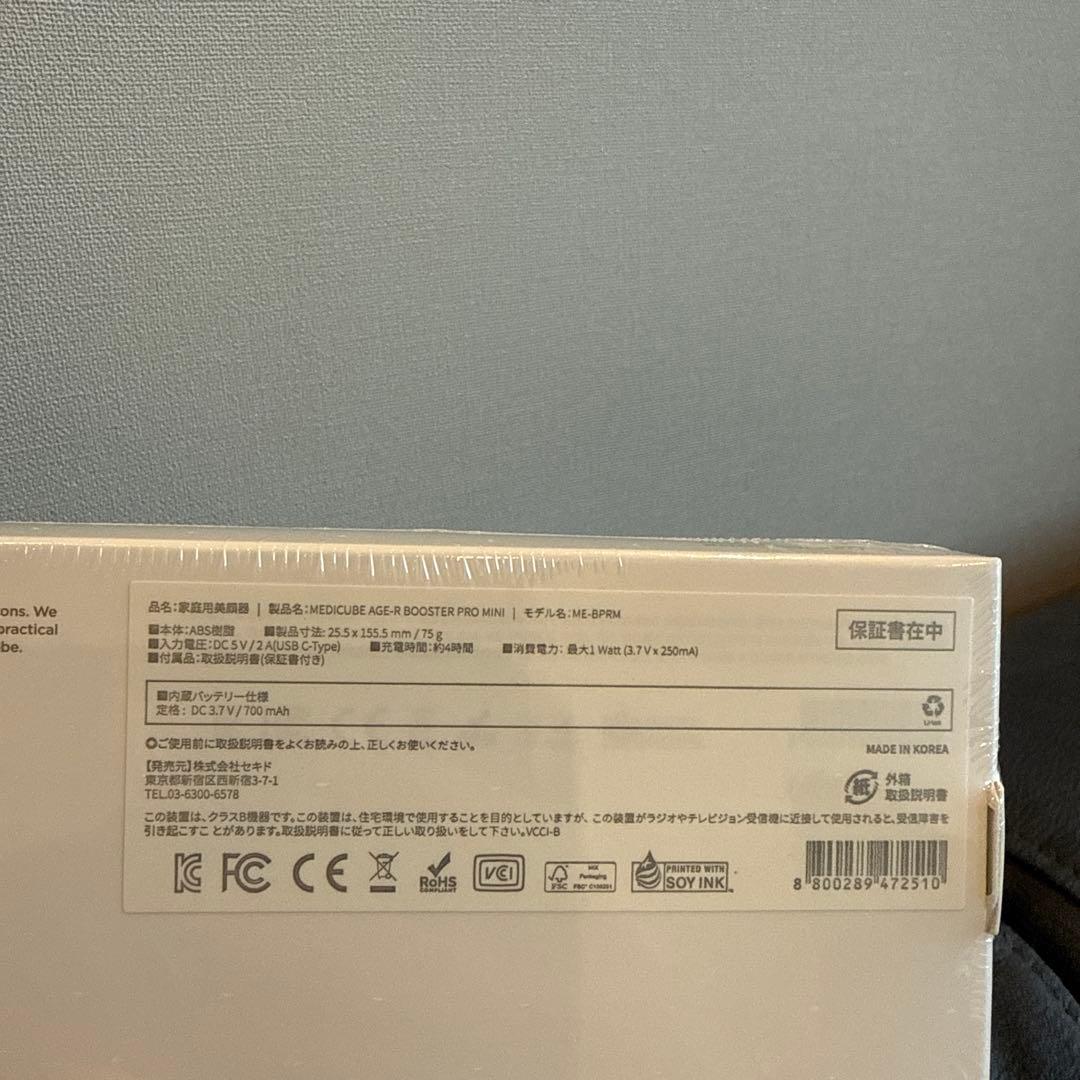 ons. We
practical
be.
品名:家庭用美顔器 | 製品名:MEDICUBE AGE-R BOOSTER PRO MINI | モデル名:ME-BPRM
保証書在中
■本体:ABS樹脂 ■製品寸法: 25.5 x 155.5 mm / 75 g
■入力電圧:DC 5 V / 2 A(USB C-Type) ■充電時間:約4時間 ■消費電力: 最大1 Watt (3.7 V x 250mA)
■付属品:取扱説明書(保証書付き)
■内蔵バッテリー仕様
定格: DC 3.7 V / 700 mAh
Li-ion
✪ご使用前に取扱説明書をよくお読みの上、正しくお使いください。
MADE IN KOREA
【発売元】株式会社セキド
東京都新宿区西新宿3-7-1
TEL.03-6300-6578
紙
外箱
取扱説明書
この装置は、クラスB機器です。この装置は、住宅環境で使用することを目的としていますが、この装置がラジオやテレビジョン受信機に近接して使用されると、受信障害を
引き起こすこ とがあります。取扱説明書に従って正しい取り扱いをして下さい。VCCI-B
FC CE
RoHS
COMPLIANT
VCCI
FSC
MIX
Packaging
FSC® C100291
PRINTED WITH
SOY INK
8 800289 472510